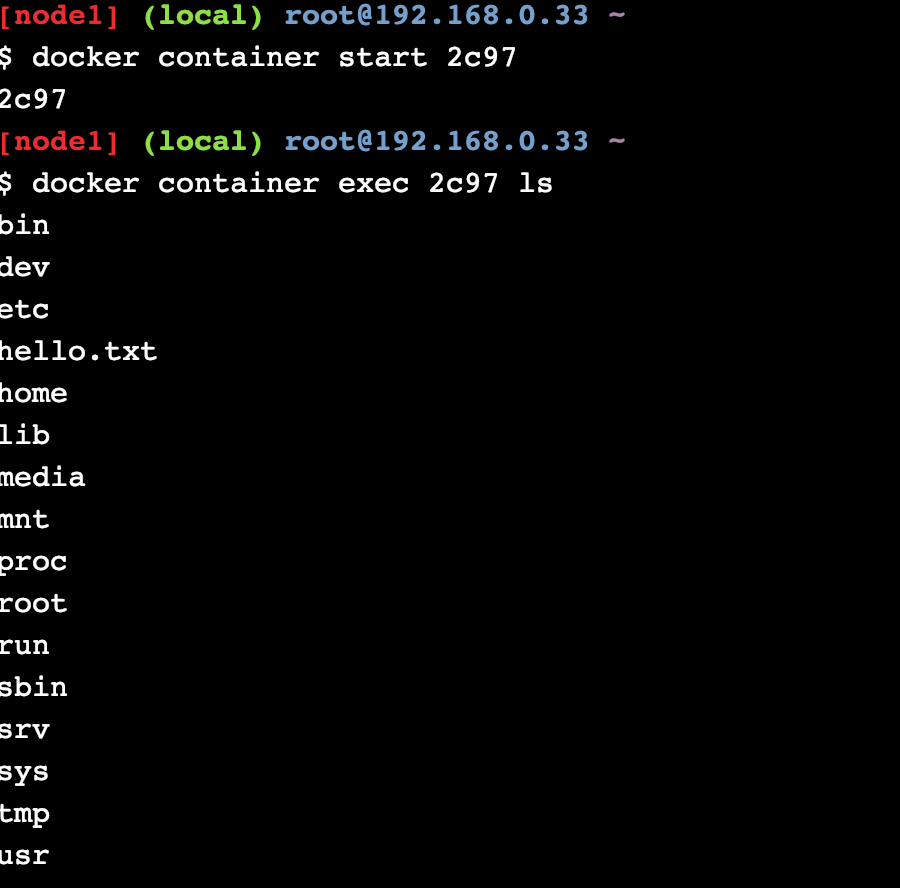 [node1] (local) root@192.168.0.33 ~
$ docker container start 2c97
2c97
[node1] (local) root@192.168.0.33 ~
$ docker container exec 2c97 ls
bin
dev
etc
hello.txt
home
lib
media
mnt
proc
root
run
sbin
srv
sys
tmp
usr